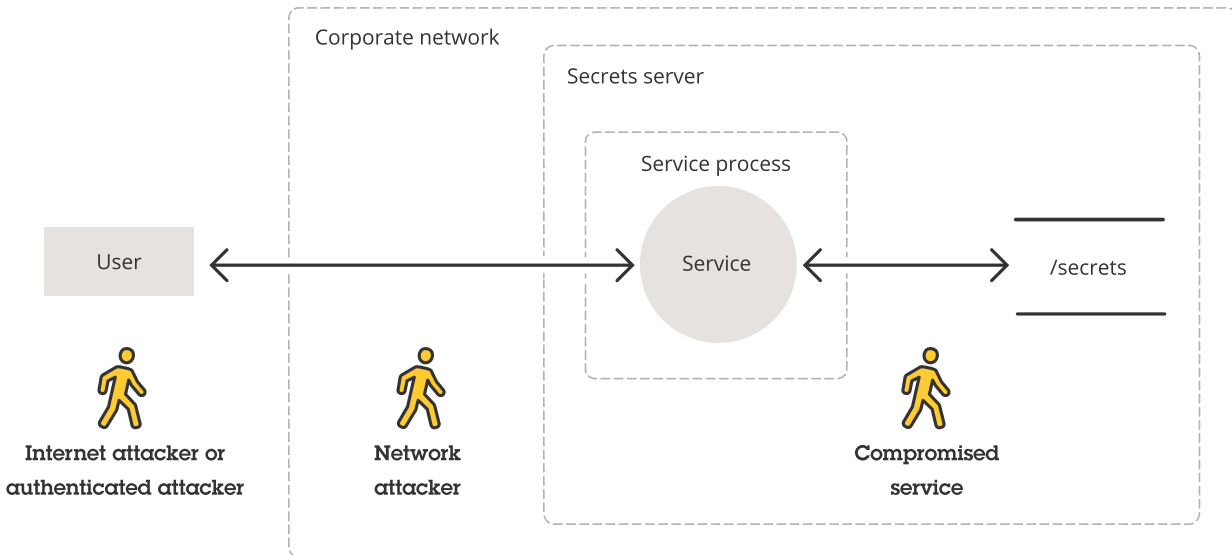 Corporate network
Secrets server
Service process
User
Service
/secrets
Internet attacker or
authenticated attacker
Network
attacker
Compromised
service